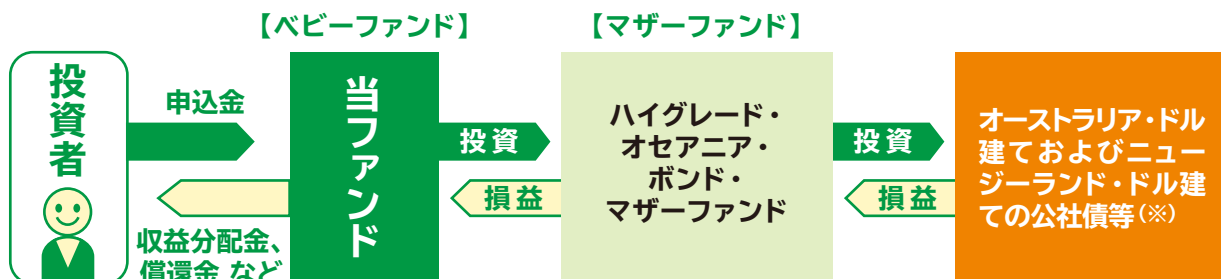 【ベビーファンド】
【マザーファンド】
投資者
申込金
収益分配金、
償還金 など
当ファンド
投資
損益
ハイグレード・
オセアニア・
ボンド・
マザーファンド
投資
損益
オーストラリア・ドル
建ておよびニュー
ジーランド・ドル建
ての公社債等(※)